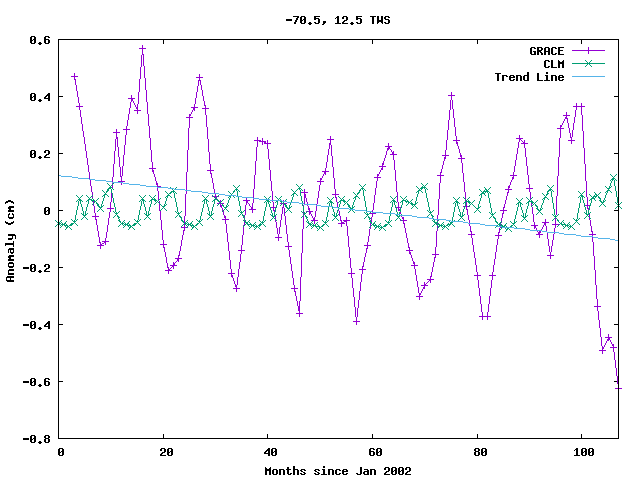 -70.5, 12.5 TWS
GRACE
CLM
Trend Line
0.6
0.4
0.2
0
-0.2
-0.4
-0.6
-0.8
Anomaly (cm)
0 20 40 60 80 100
Months since Jan 2002